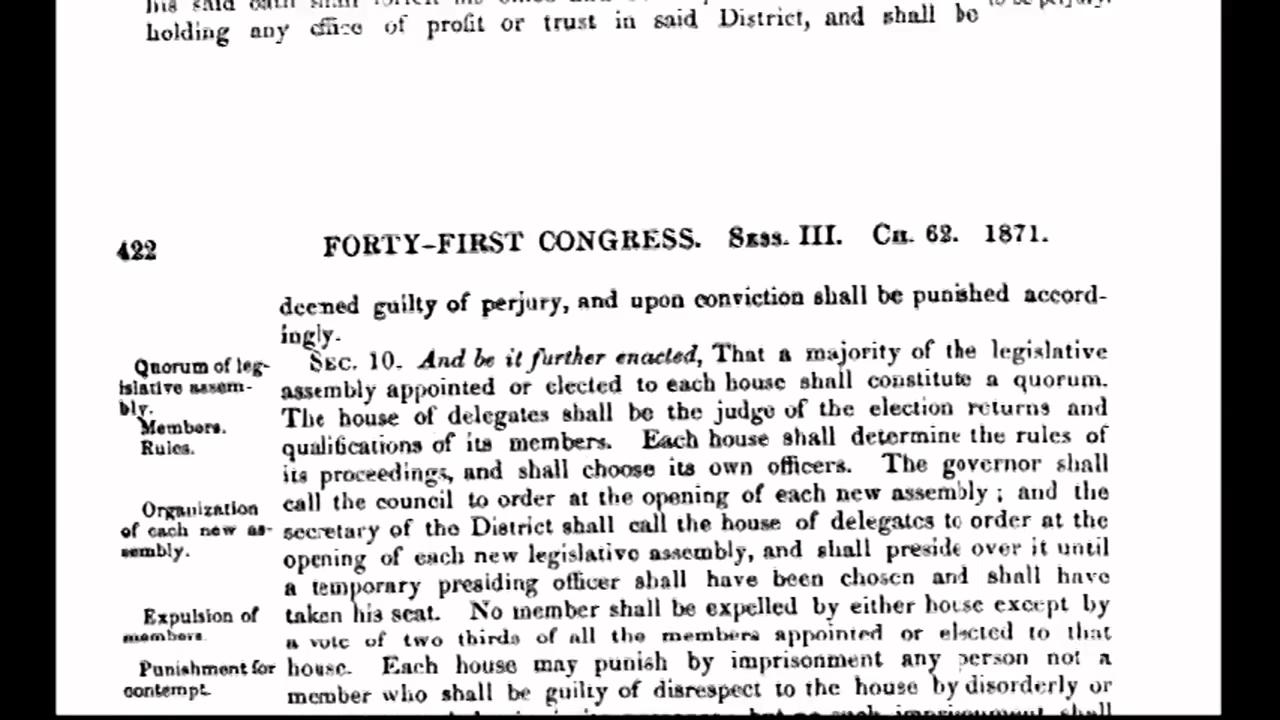 holding any office of profit or trust in said District, and shall be
422 FORTY-FIRST CONGRESS. SESS. III. CH. 62. 1871.
deemed guilty of perjury, and upon conviction shall be punished accord-
ingly.
Quorum of leg-
islative assem-
bly.
Members.
Rules.
SEC. 10. And be it further enacted, That a majority of the legislative
assembly appointed or elected to each house shall constitute a quorum.
The house of delegates shall be the judge of the election returns and
qualifications of its members. Each house shall determine the rules of
its proceedings, and shall choose its own officers. The governor shall
Organization
of each new as-
sembly.
call the council to order at the opening of each new assembly; and the
secretary of the District shall call the house of delegates to order at the
opening of each new legislative assembly, and shall preside over it until
a temporary presiding officer shall have been chosen and shall have
Expulsion of
members.
taken his seat. No member shall be expelled by either house except by
a vote of two thirds of all the members appointed or elected to that
Punishment for
contempt.
house. Each house may punish by imprisonment any person not a
member who shall be guilty of disrespect to the house by disorderly or